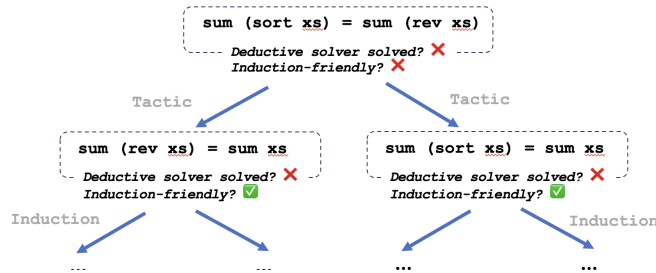 sum (sort xs) = sum (rev xs)
Deductive solver solved? ❌
Induction-friendly? ❌
Tactic
Tactic
sum (rev xs) = sum xs
sum (sort xs) = sum xs
Deductive solver solved? ❌
Deductive solver solved? ❌
Induction-friendly? ✅
Induction-friendly? ✅
Induction
Induction
...
...
...
...